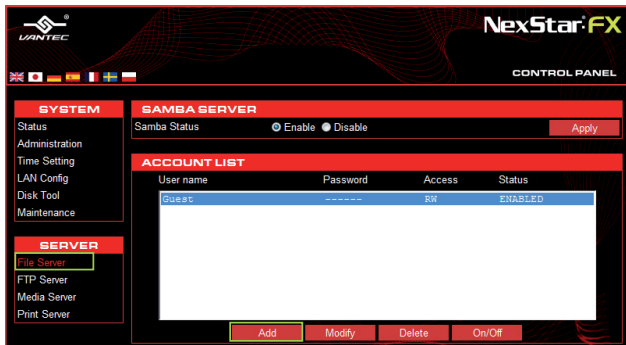 VANTEC
NexStar FX
CONTROL PANEL
SYSTEM
Status
Administration
Time Setting
LAN Config
Disk Tool
Maintenance
SERVER
File Server
FTP Server
Media Server
Print Server
SAMBA SERVER
Samba Status Enable Disable Apply
ACCOUNT LIST
User name Password Access Status
Guest ------ RW ENABLED
Add Modify Delete On/Off